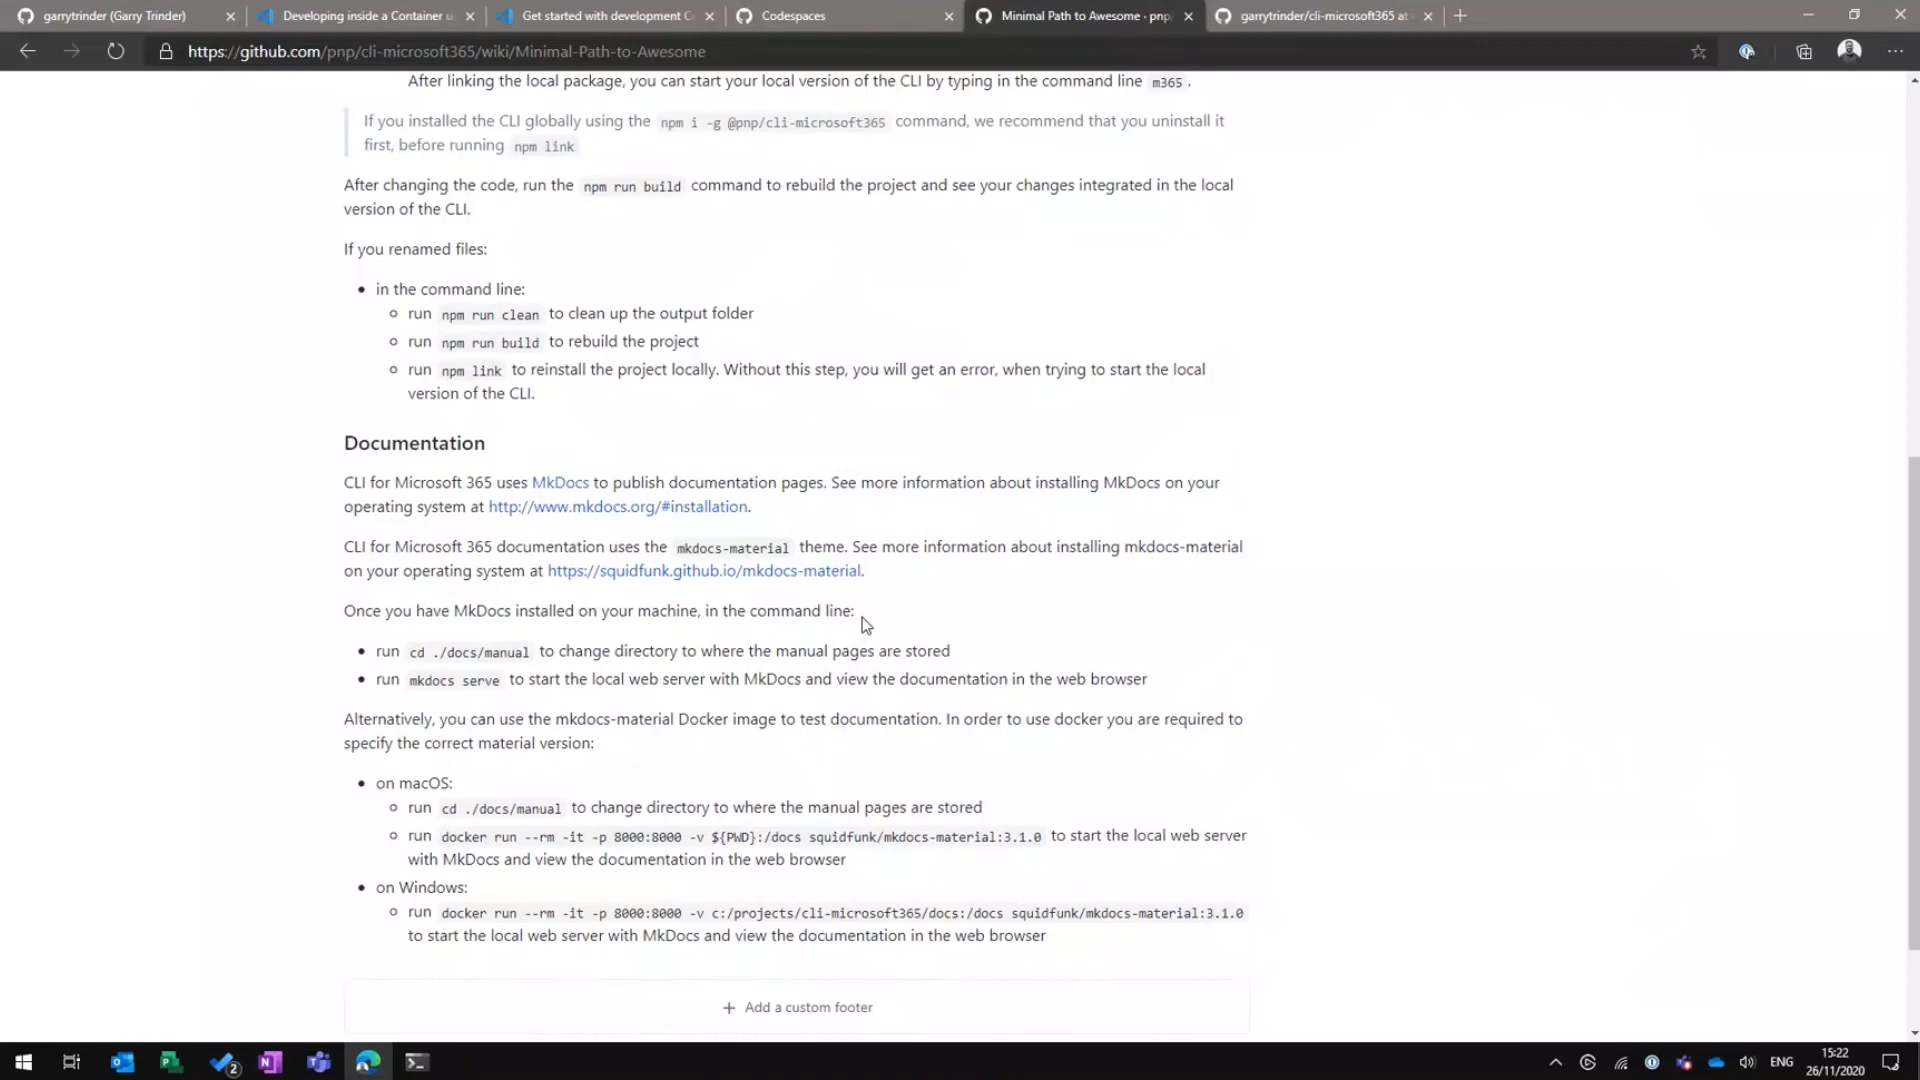 garrytrinder (Garry Trinder)
Developing inside a Container u
Get started with development C
Codespaces
Minimal Path to Awesome · pnp
garrytrinder/cli-microsoft365 at
https://github.com/pnp/cli-microsoft365/wiki/Minimal-Path-to-Awesome
After linking the local package, you can start your local version of the CLI by typing in the command line m365 .
If you installed the CLI globally using the npm i -g @pnp/cli-microsoft365 command, we recommend that you uninstall it
first, before running npm link
After changing the code, run the npm run build command to rebuild the project and see your changes integrated in the local
version of the CLI.
If you renamed files:
in the command line:
run npm run clean to clean up the output folder
run npm run build to rebuild the project
run npm link to reinstall the project locally. Without this step, you will get an error, when trying to start the local
version of the CLI.
Documentation
CLI for Microsoft 365 uses MkDocs to publish documentation pages. See more information about installing MkDocs on your
operating system at http://www.mkdocs.org/#installation.
CLI for Microsoft 365 documentation uses the mkdocs-material theme. See more information about installing mkdocs-material
on your operating system at https://squidfunk.github.io/mkdocs-material.
Once you have MkDocs installed on your machine, in the command line:
run cd ./docs/manual to change directory to where the manual pages are stored
run mkdocs serve to start the local web server with MkDocs and view the documentation in the web browser
Alternatively, you can use the mkdocs-material Docker image to test documentation. In order to use docker you are required to
specify the correct material version:
on macOS:
run cd ./docs/manual to change directory to where the manual pages are stored
run docker run --rm -it -p 8000:8000 -v ${PWD}:/docs squidfunk/mkdocs-material:3.1.0 to start the local web server
with MkDocs and view the documentation in the web browser
on Windows:
run docker run --rm -it -p 8000:8000 -v c:/projects/cli-microsoft365/docs:/docs squidfunk/mkdocs-material:3.1.0
to start the local web server with MkDocs and view the documentation in the web browser
+ Add a custom footer
2
ENG
15:22
26/11/2020